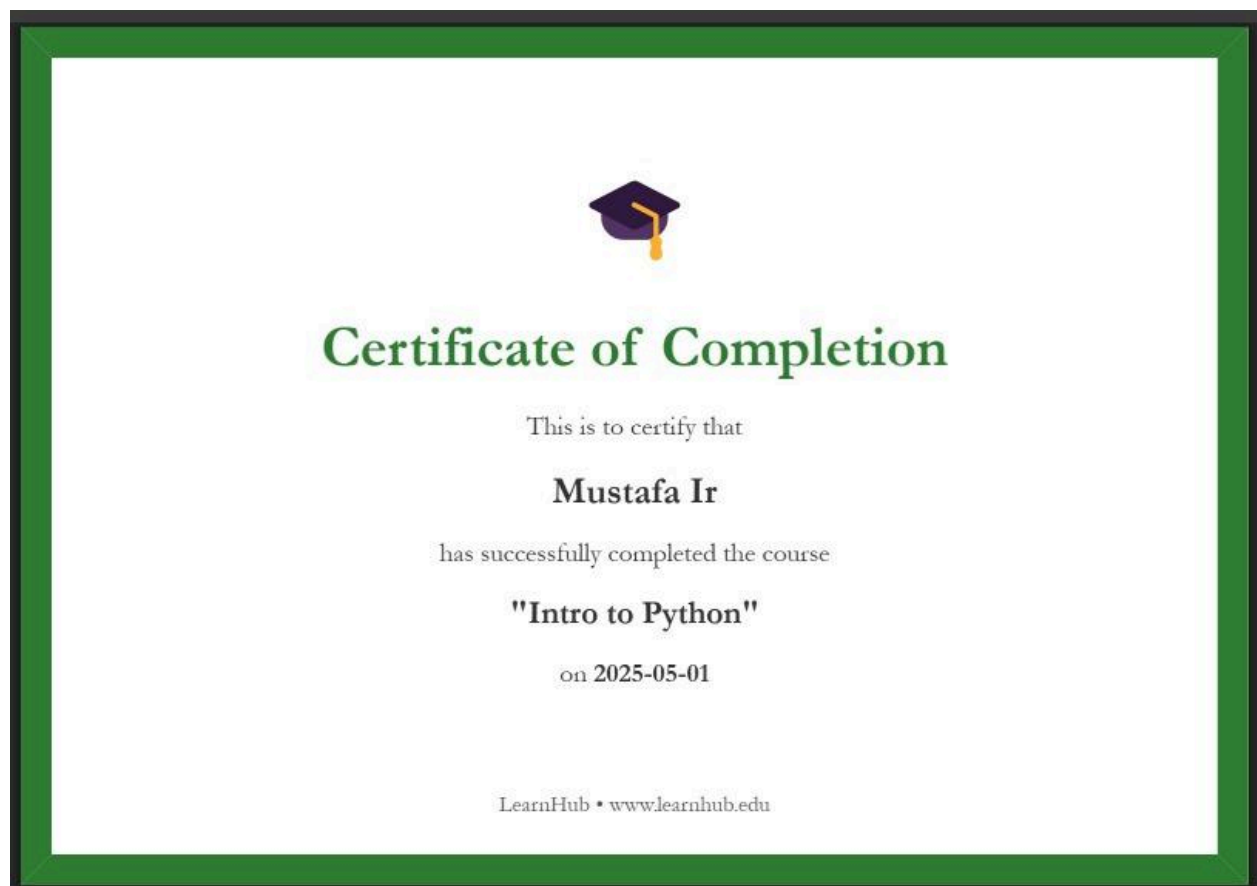 Certificate of Completion
This is to certify that
Mustafa Ir
has successfully completed the course
"Intro to Python"
on 2025-05-01
LearnHub • www.learnhub.edu